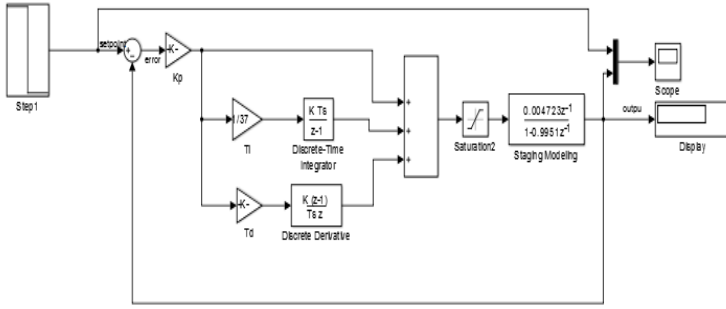 Step1
setpoint
error
-K-
Kp
1/37
Ti
K Ts
z-1
Discrete-Time
Integrator
-K-
Td
K (z-1)
Ts z
Discrete Derivative
+
+
+
Saturation2
0.004723z-1
1-0.9951z-1
Staging Modeling
outpu
Scope
Display